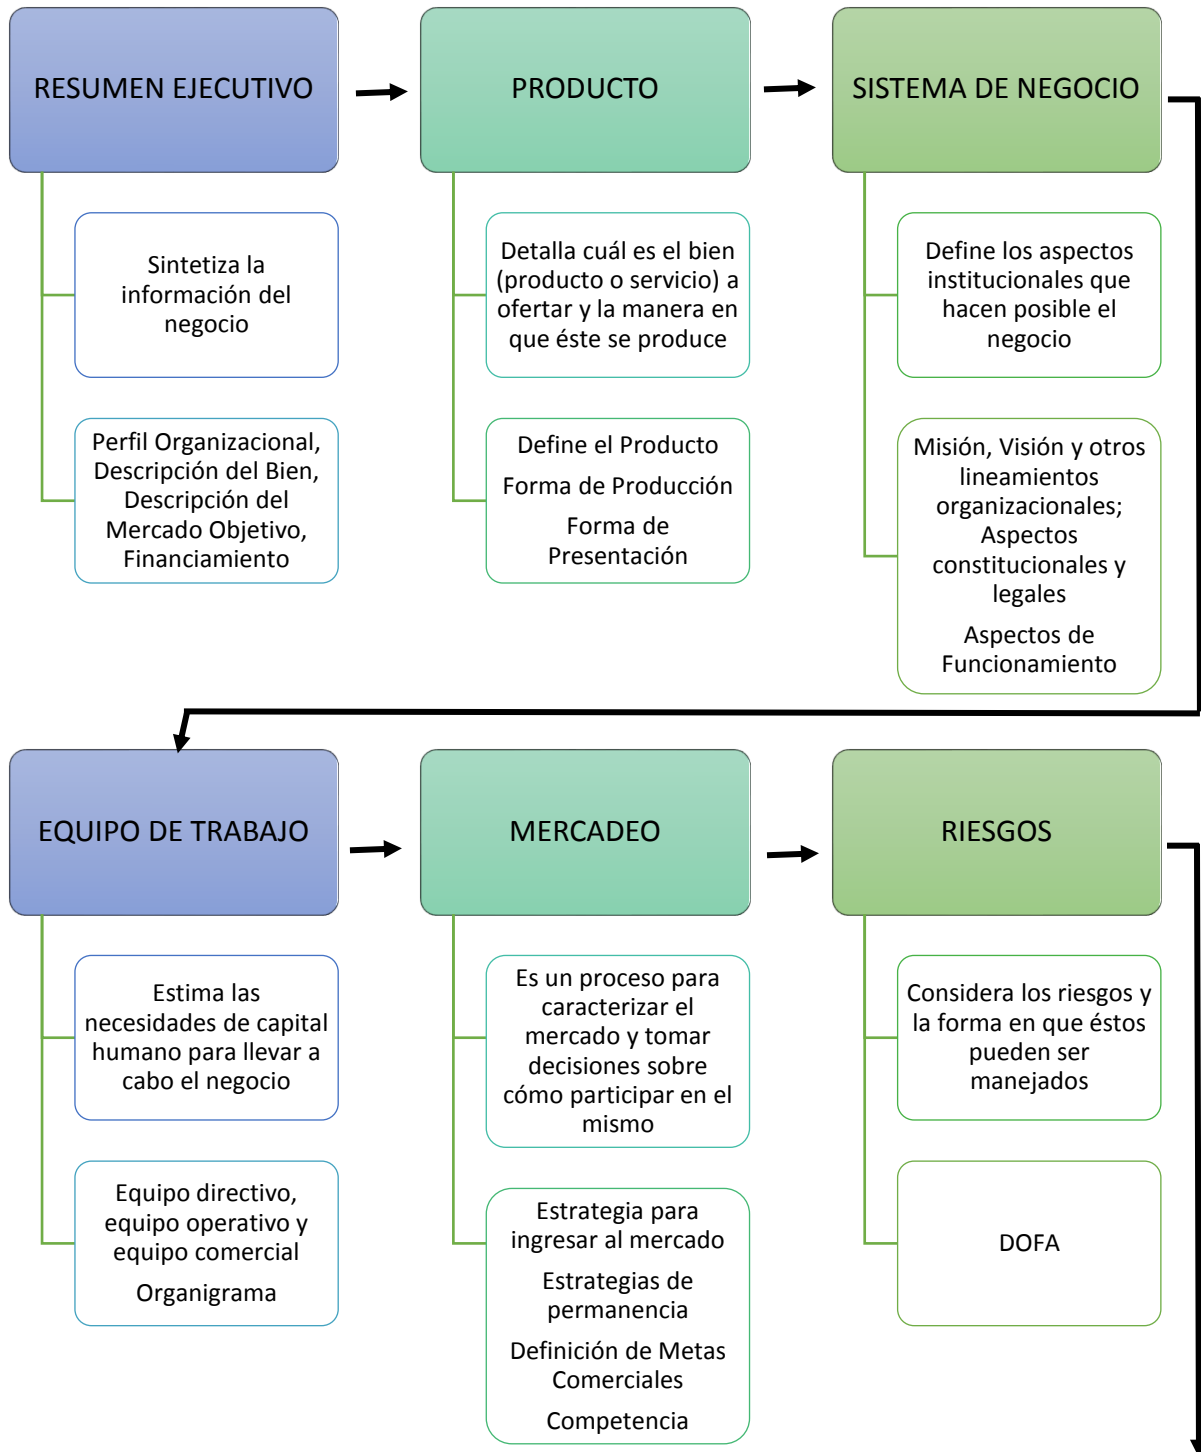 RESUMEN EJECUTIVO
Sintetiza la
información del
negocio
Perfil Organizacional,
Descripción del Bien,
Descripción del
Mercado Objetivo,
Financiamiento
PRODUCTO
Detalla cuál es el bien
(producto o servicio) a
ofertar y la manera en
que éste se produce
Define el Producto
Forma de Producción
Forma de
Presentación
SISTEMA DE NEGOCIO
Define los aspectos
institucionales que
hacen posible el
negocio
Misión, Visión y otros
lineamientos
organizacionales;
Aspectos
constitucionales y
legales
Aspectos de
Funcionamiento
EQUIPO DE TRABAJO
Estima las
necesidades de capital
humano para llevar a
cabo el negocio
Equipo directivo,
equipo operativo y
equipo comercial
Organigrama
MERCADEO
Es un proceso para
caracterizar el
mercado y tomar
decisiones sobre
cómo participar en el
mismo
Estrategia para
ingresar al mercado
Estrategias de
permanencia
Definición de Metas
Comerciales
Competencia
RIESGOS
Considera los riesgos y
la forma en que éstos
pueden ser
manejados
DOFA